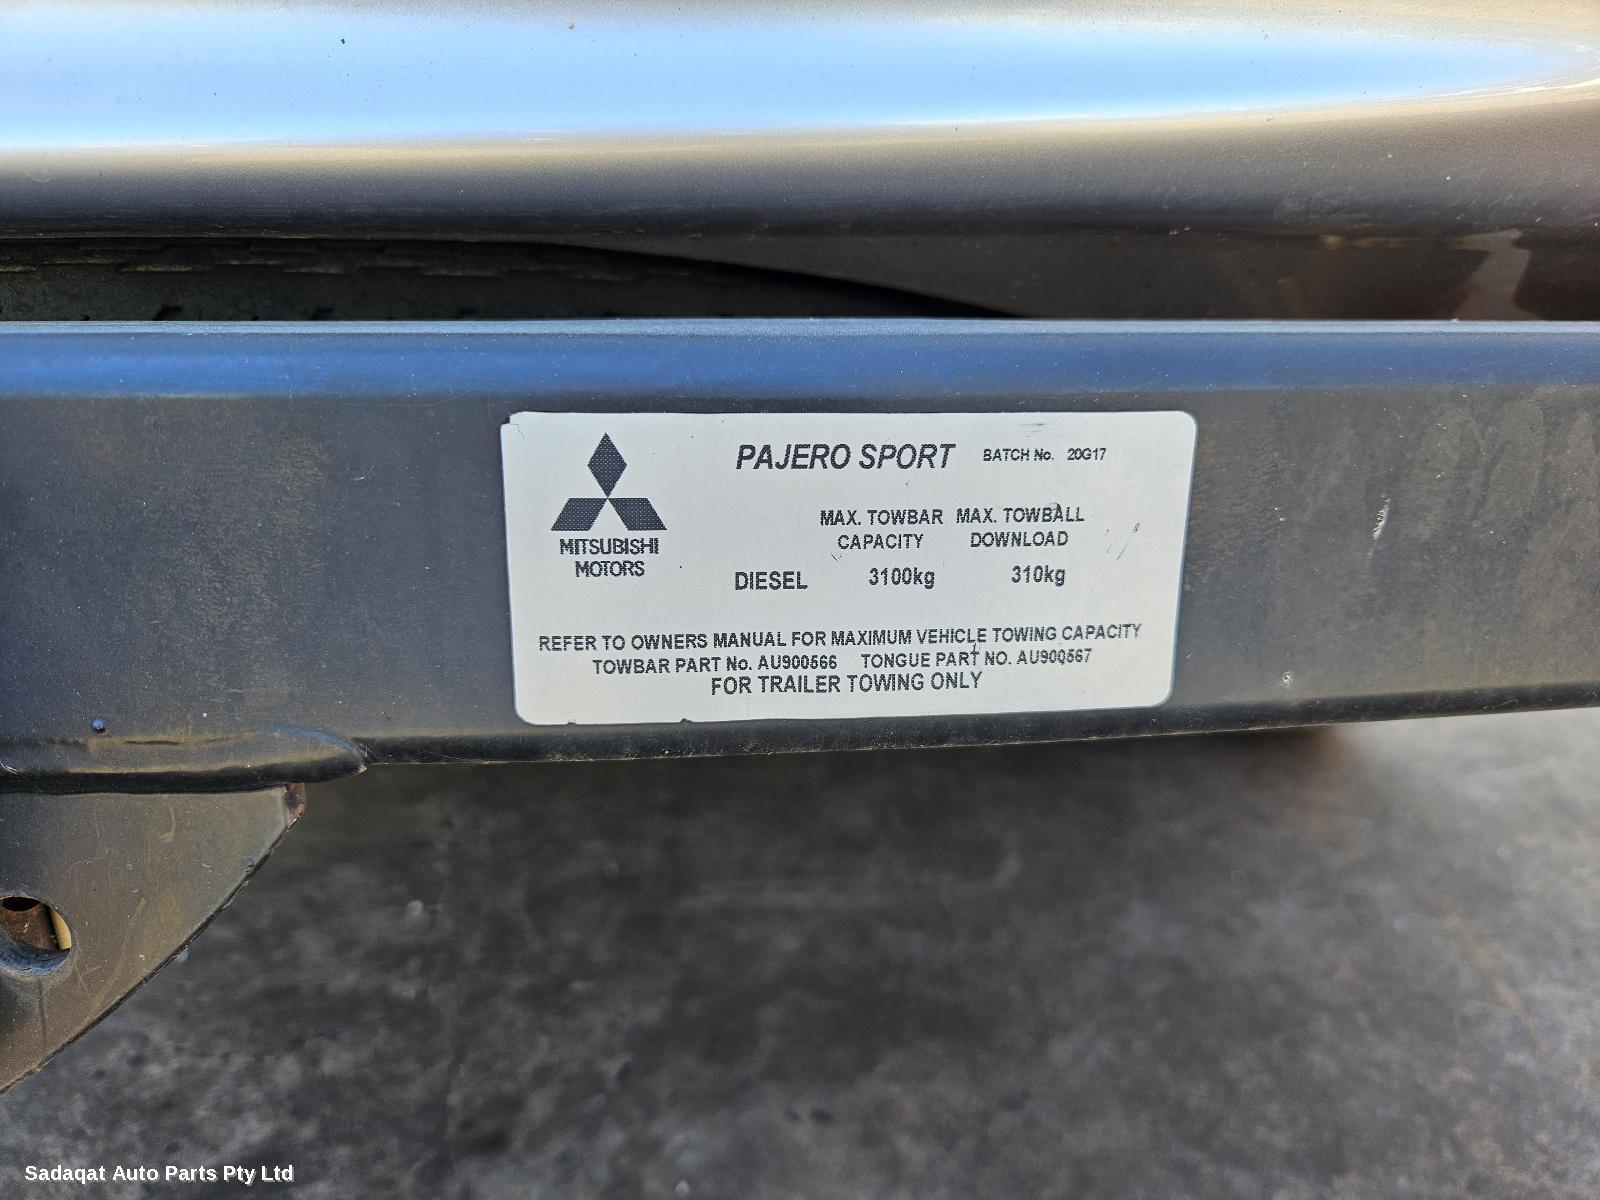 PAJERO SPORT BATCH No. 20G17
MAX. TOWBAR MAX. TOWBALL
CAPACITY DOWNLOAD
MITSUBISHI
MOTORS
DIESEL 3100kg 310kg
REFER TO OWNERS MANUAL FOR MAXIMUM VEHICLE TOWING CAPACITY
TOWBAR PART No. AU900566 TONGUE PART NO. AU900567
FOR TRAILER TOWING ONLY
Sadaqat Auto Parts Pty Ltd